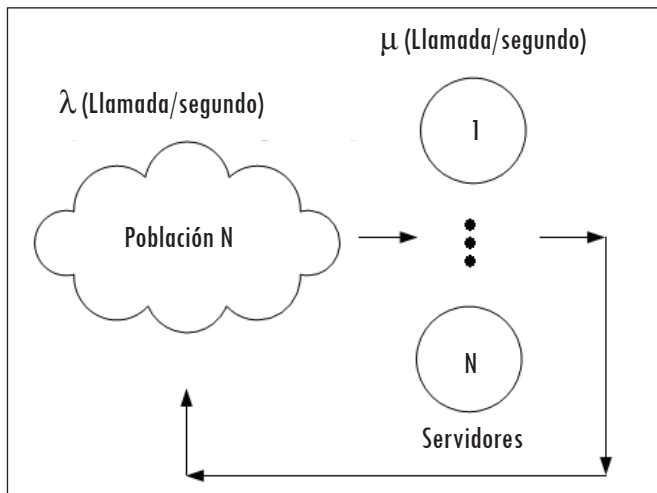 μ (Llamada/segundo)
λ (Llamada/segundo)
1
Población N
N
Servidores